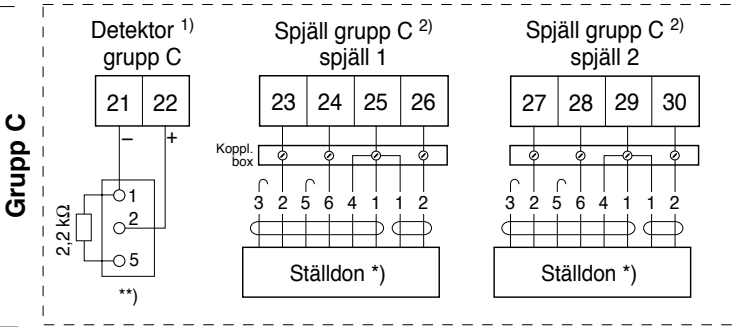 Grupp C
Detektor 1)
grupp C
21 22
– +
1
2
5
2,2 kΩ
**)
Spjäll grupp C 2)
spjäll 1
23 24 25 26
Koppl.
box
3 2 5 6 4 1 1 2
Ställdon *)
Spjäll grupp C 2)
spjäll 2
27 28 29 30
3 2 5 6 4 1 1 2
Ställdon *)